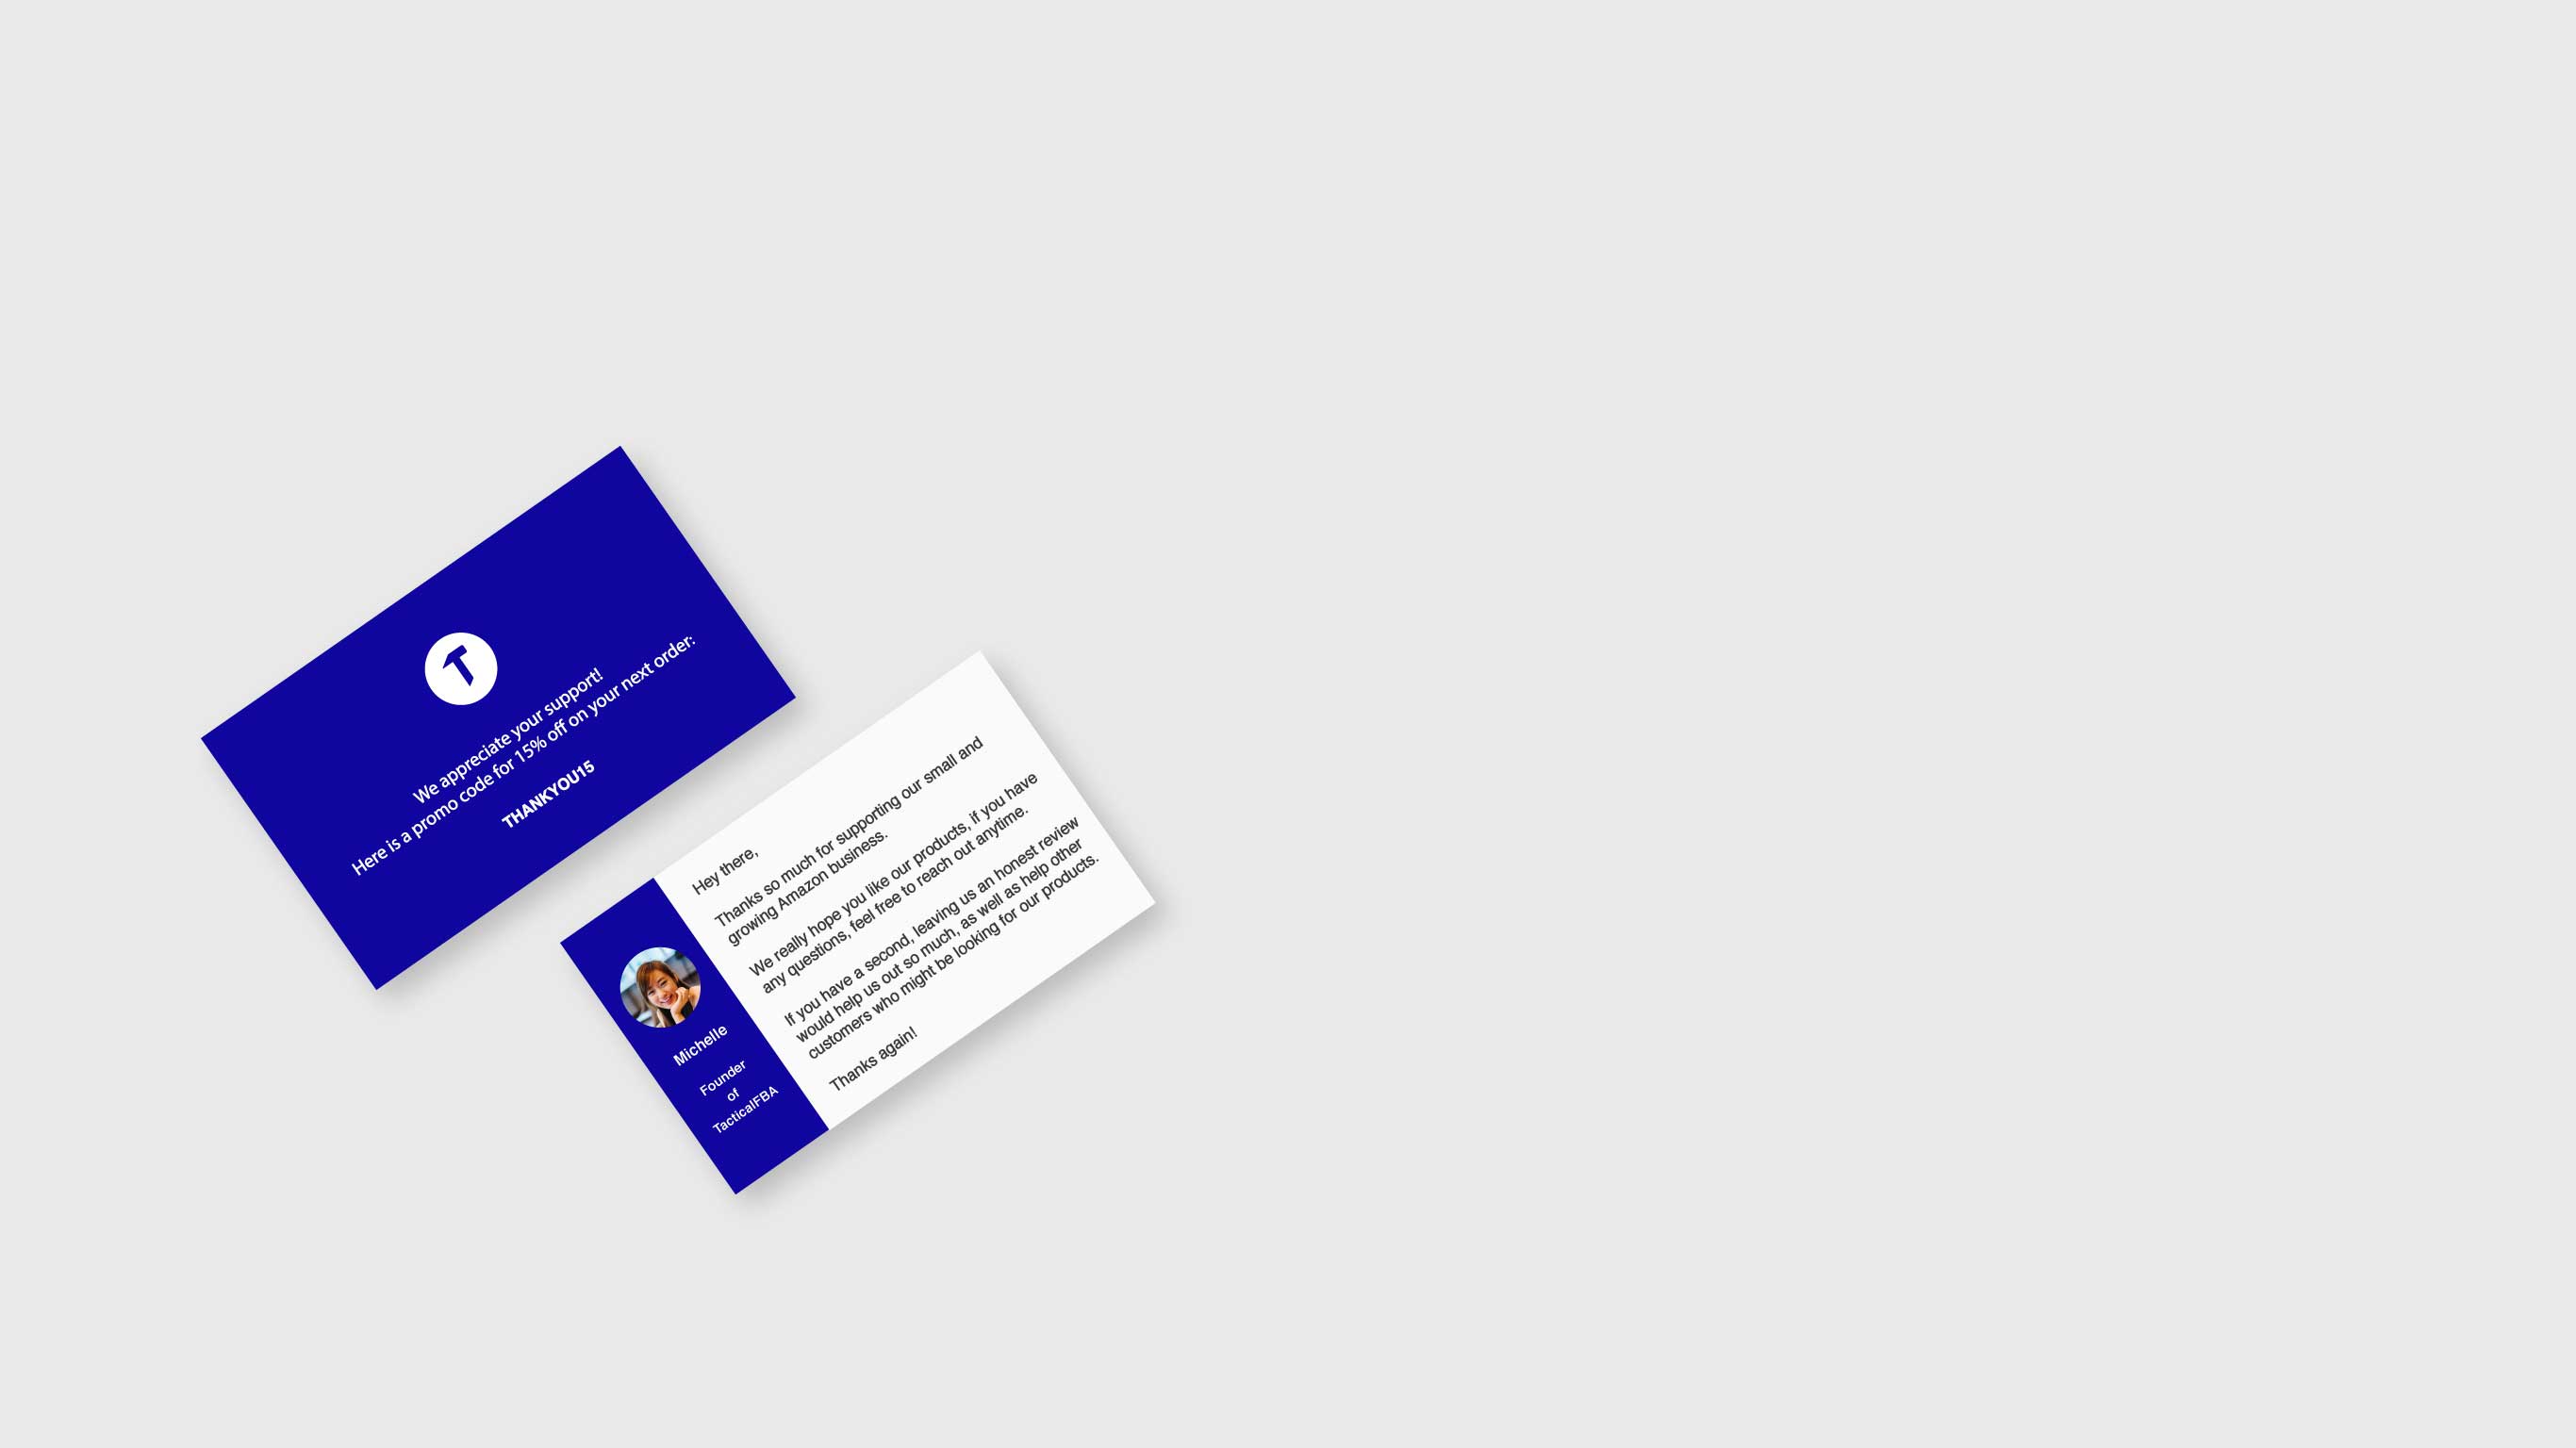 T
We appreciate your support!
Here is a promo code for 15% off on your next order:
THANKYOU15
Michelle
Founder
of
TacticalFBA
Hey there,
Thanks so much for supporting our small and
growing Amazon business.
We really hope you like our products, if you have
any questions, feel free to reach out anytime.
If you have a second, leaving us an honest review
would help us out so much, as well as help other
customers who might be looking for our products.
Thanks again!